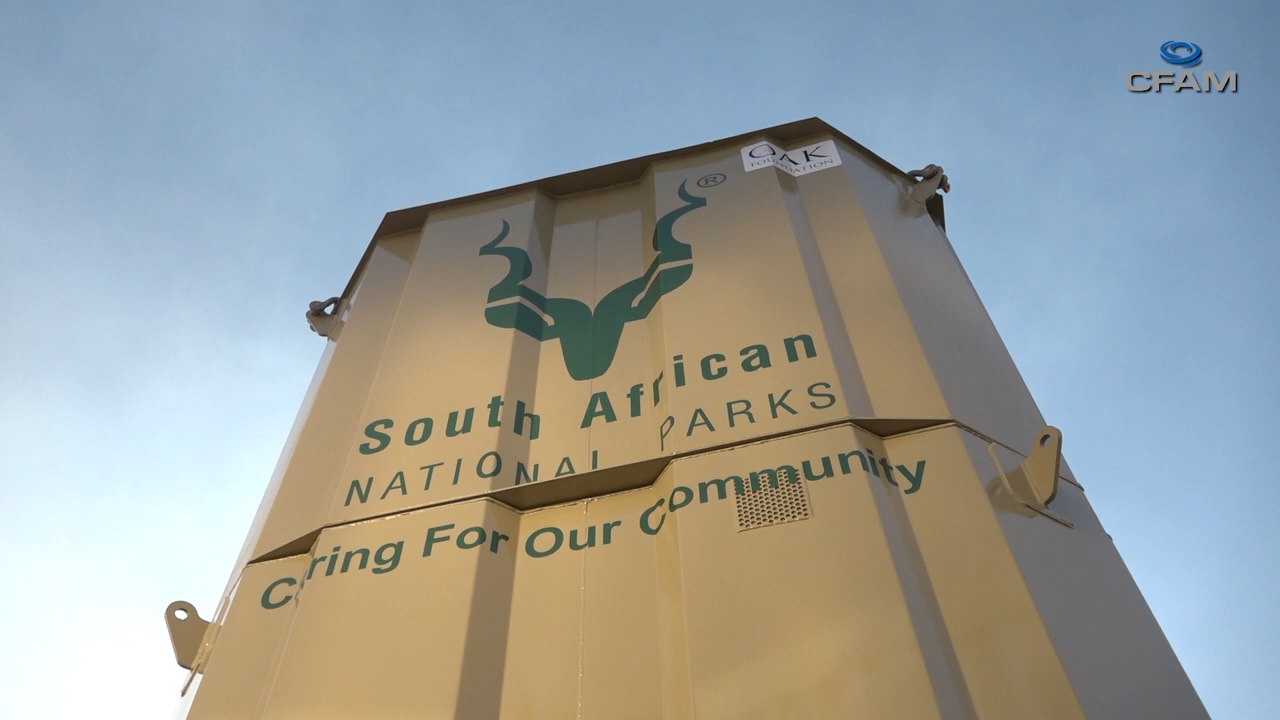 CFAM
OAK
FOUNDATION
®
South African
NATIONAL PARKS
Caring For Our Community